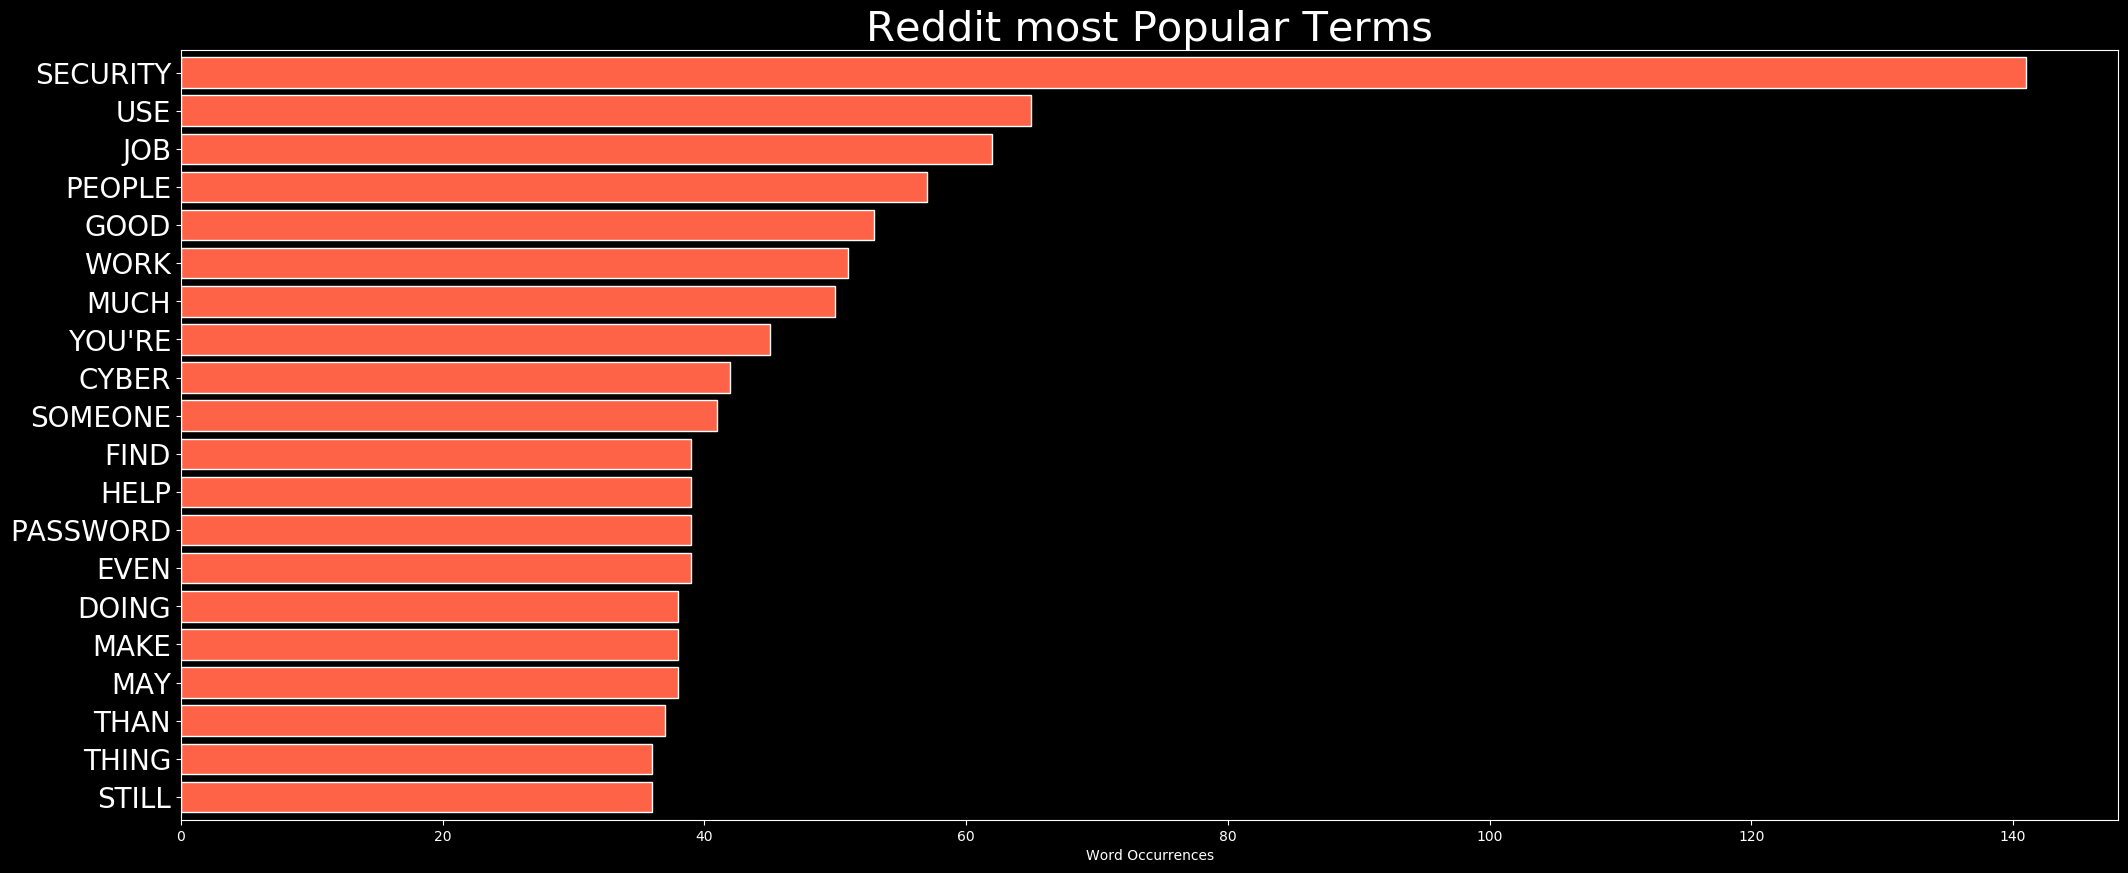 Reddit most Popular Terms
SECURITY
USE
JOB
PEOPLE
GOOD
WORK
MUCH
YOU'RE
CYBER
SOMEONE
FIND
HELP
PASSWORD
EVEN
DOING
MAKE
MAY
THAN
THING
STILL
0 20 40 60 80 100 120 140
Word Occurrences